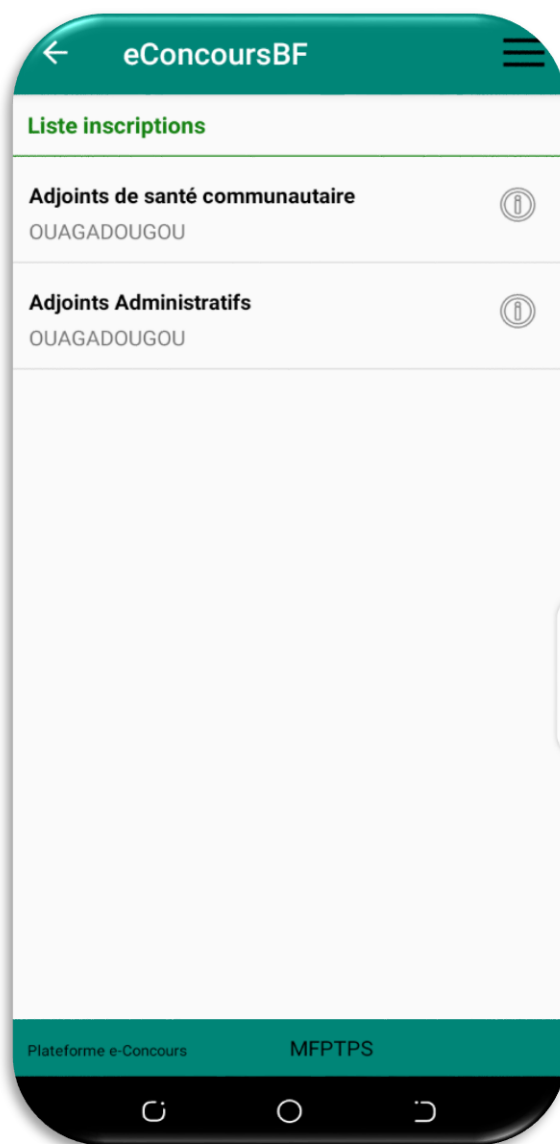 eConcoursBF
Liste inscriptions
Adjoints de santé communautaire
OUAGADOUGOU
Adjoints Administratifs
OUAGADOUGOU
Plateforme e-Concours MFPTPS